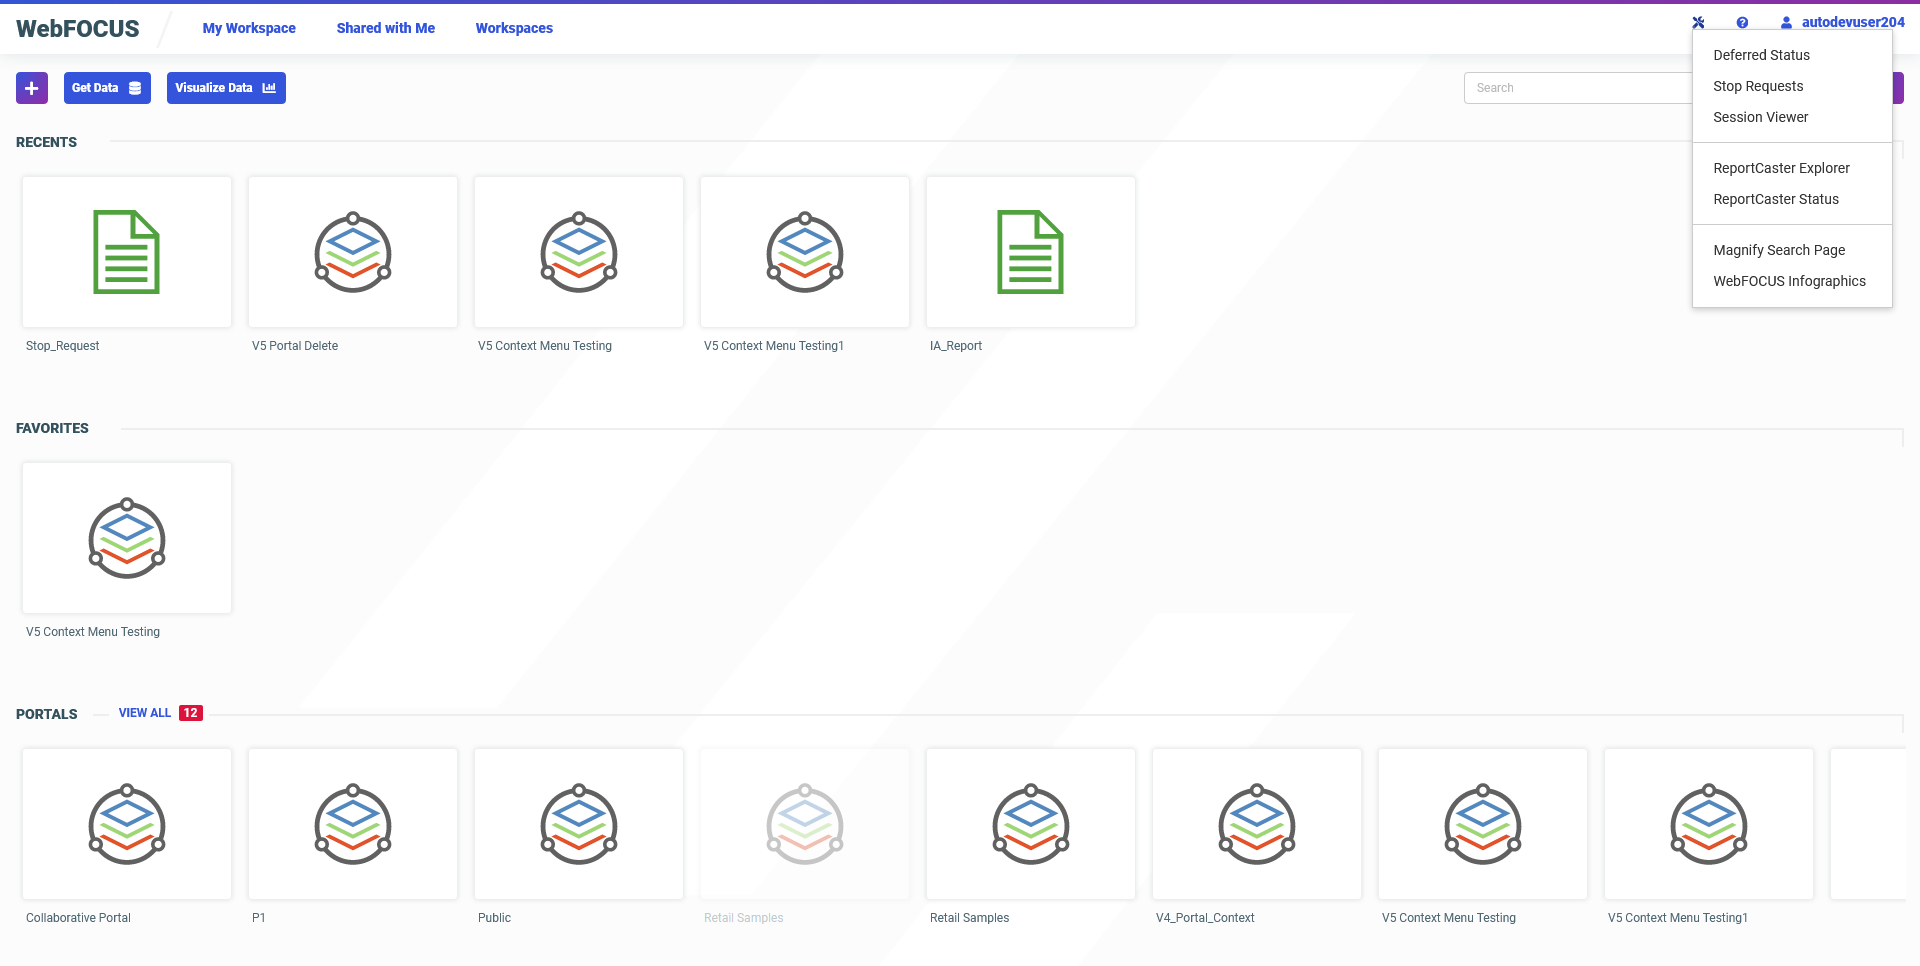 WebFOCUS
My Workspace
Shared with Me
Workspaces
autodevuser204
Get Data
Visualize Data
Search
Deferred Status
Stop Requests
Session Viewer
ReportCaster Explorer
ReportCaster Status
Magnify Search Page
WebFOCUS Infographics
RECENTS
Stop_Request
V5 Portal Delete
V5 Context Menu Testing
V5 Context Menu Testing1
IA_Report
FAVORITES
V5 Context Menu Testing
PORTALS
VIEW ALL 12
Collaborative Portal
P1
Public
Retail Samples
Retail Samples
V4_Portal_Context
V5 Context Menu Testing
V5 Context Menu Testing1